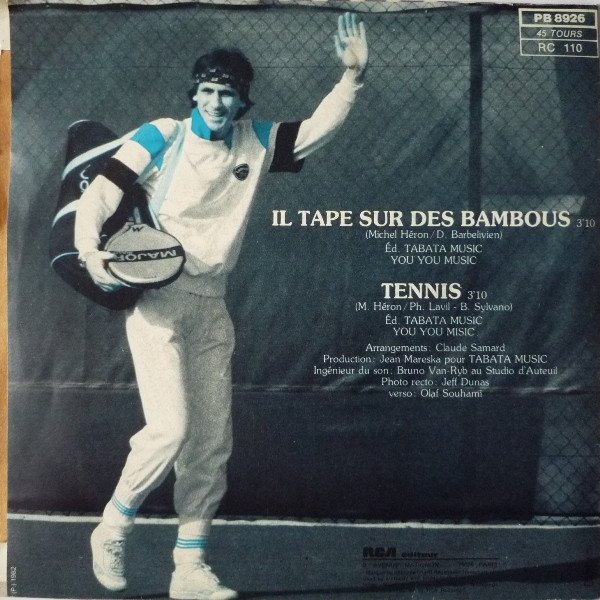 PB 8926
45 TOURS
RC 110
MAJOR
IL TAPE SUR DES BAMBOUS 3'10
(Michel Héron/D. Barbelivien)
Éd. TABATA MUSIC
YOU YOU MUSIC
TENNIS 3'10
(M. Héron/Ph. Lavil - B. Sylvano)
Éd. TABATA MUSIC
YOU YOU MISIC
Arrangements: Claude Samard
Production: Jean Mareska pour TABATA MUSIC
Ingénieur du son: Bruno Van-Ryb au Studio d'Auteuil
Photo recto: Jeff Dunas
verso: Olaf Souhami
RCA
(P) 1982